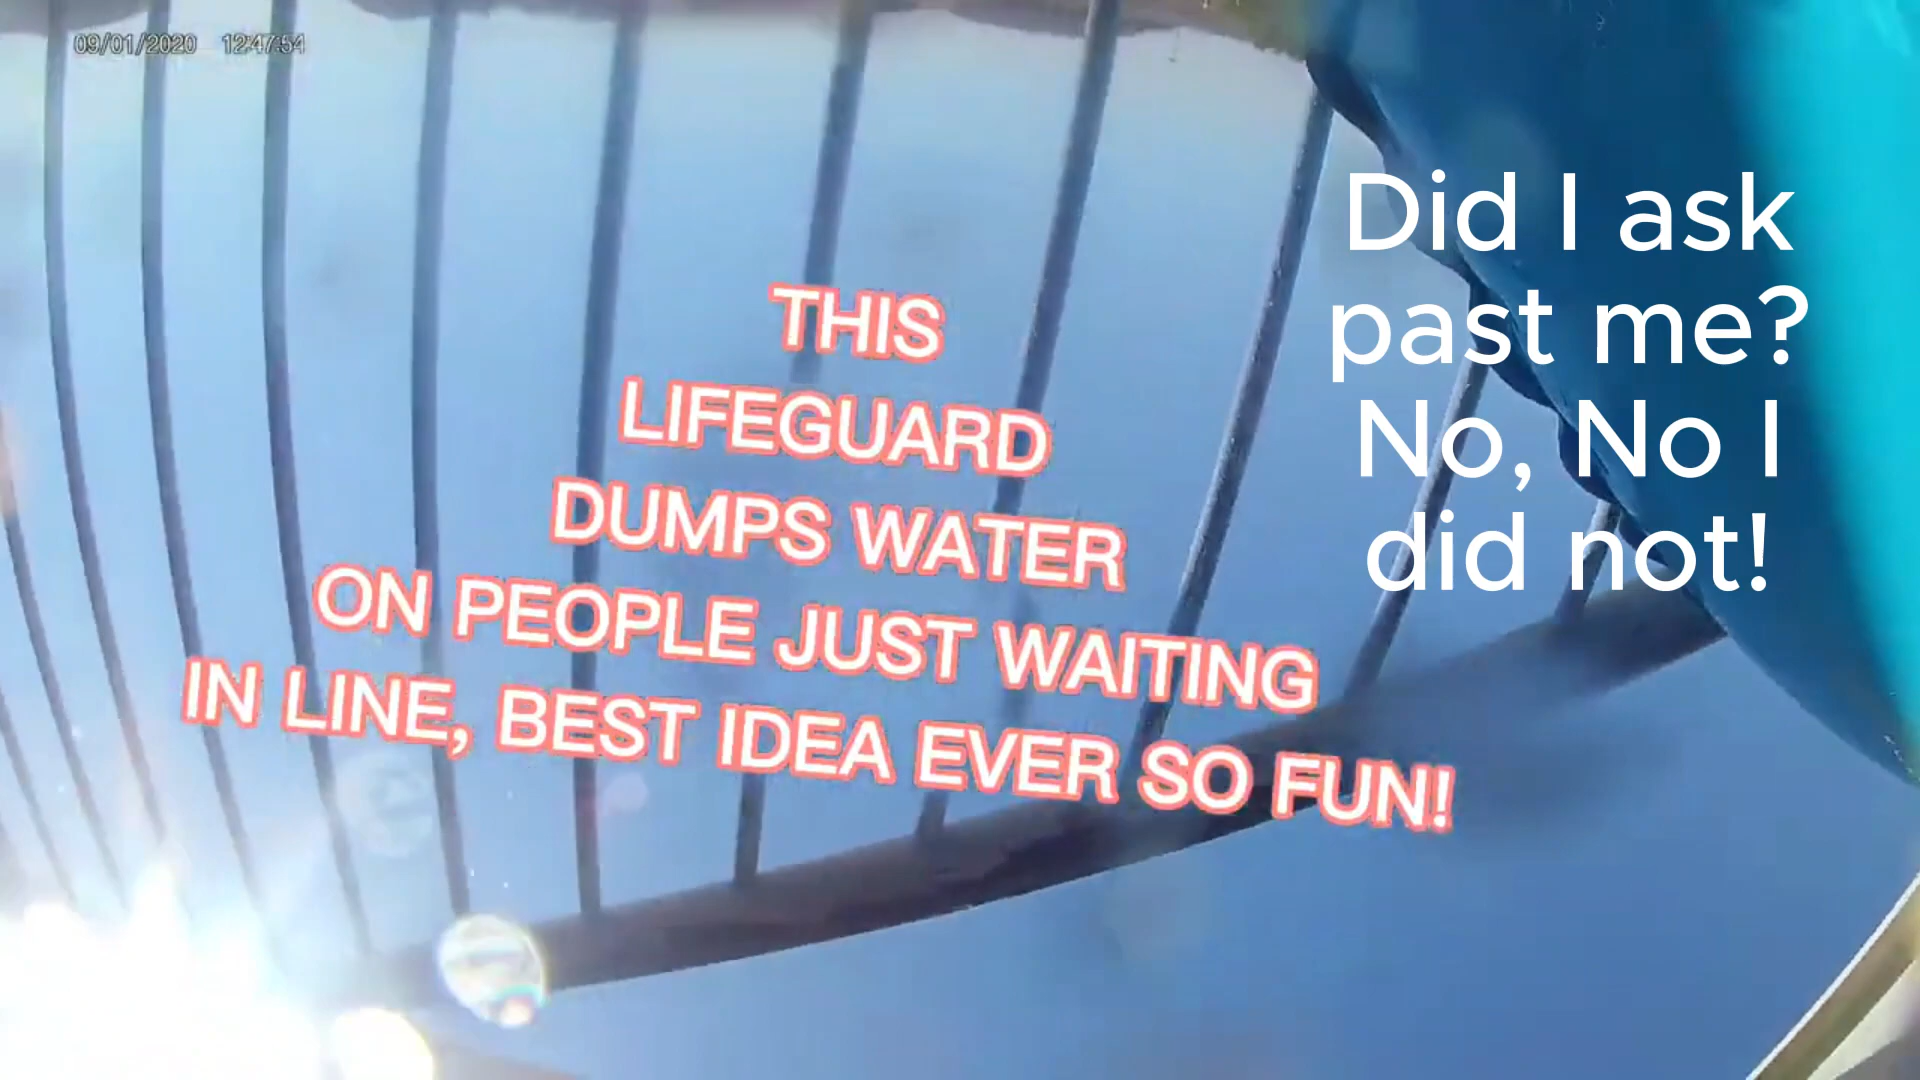 09/01/2020 12:47:54
THIS
LIFEGUARD
DUMPS WATER
ON PEOPLE JUST WAITING
IN LINE, BEST IDEA EVER SO FUN!
Did I ask
past me?
No, No I
did not!